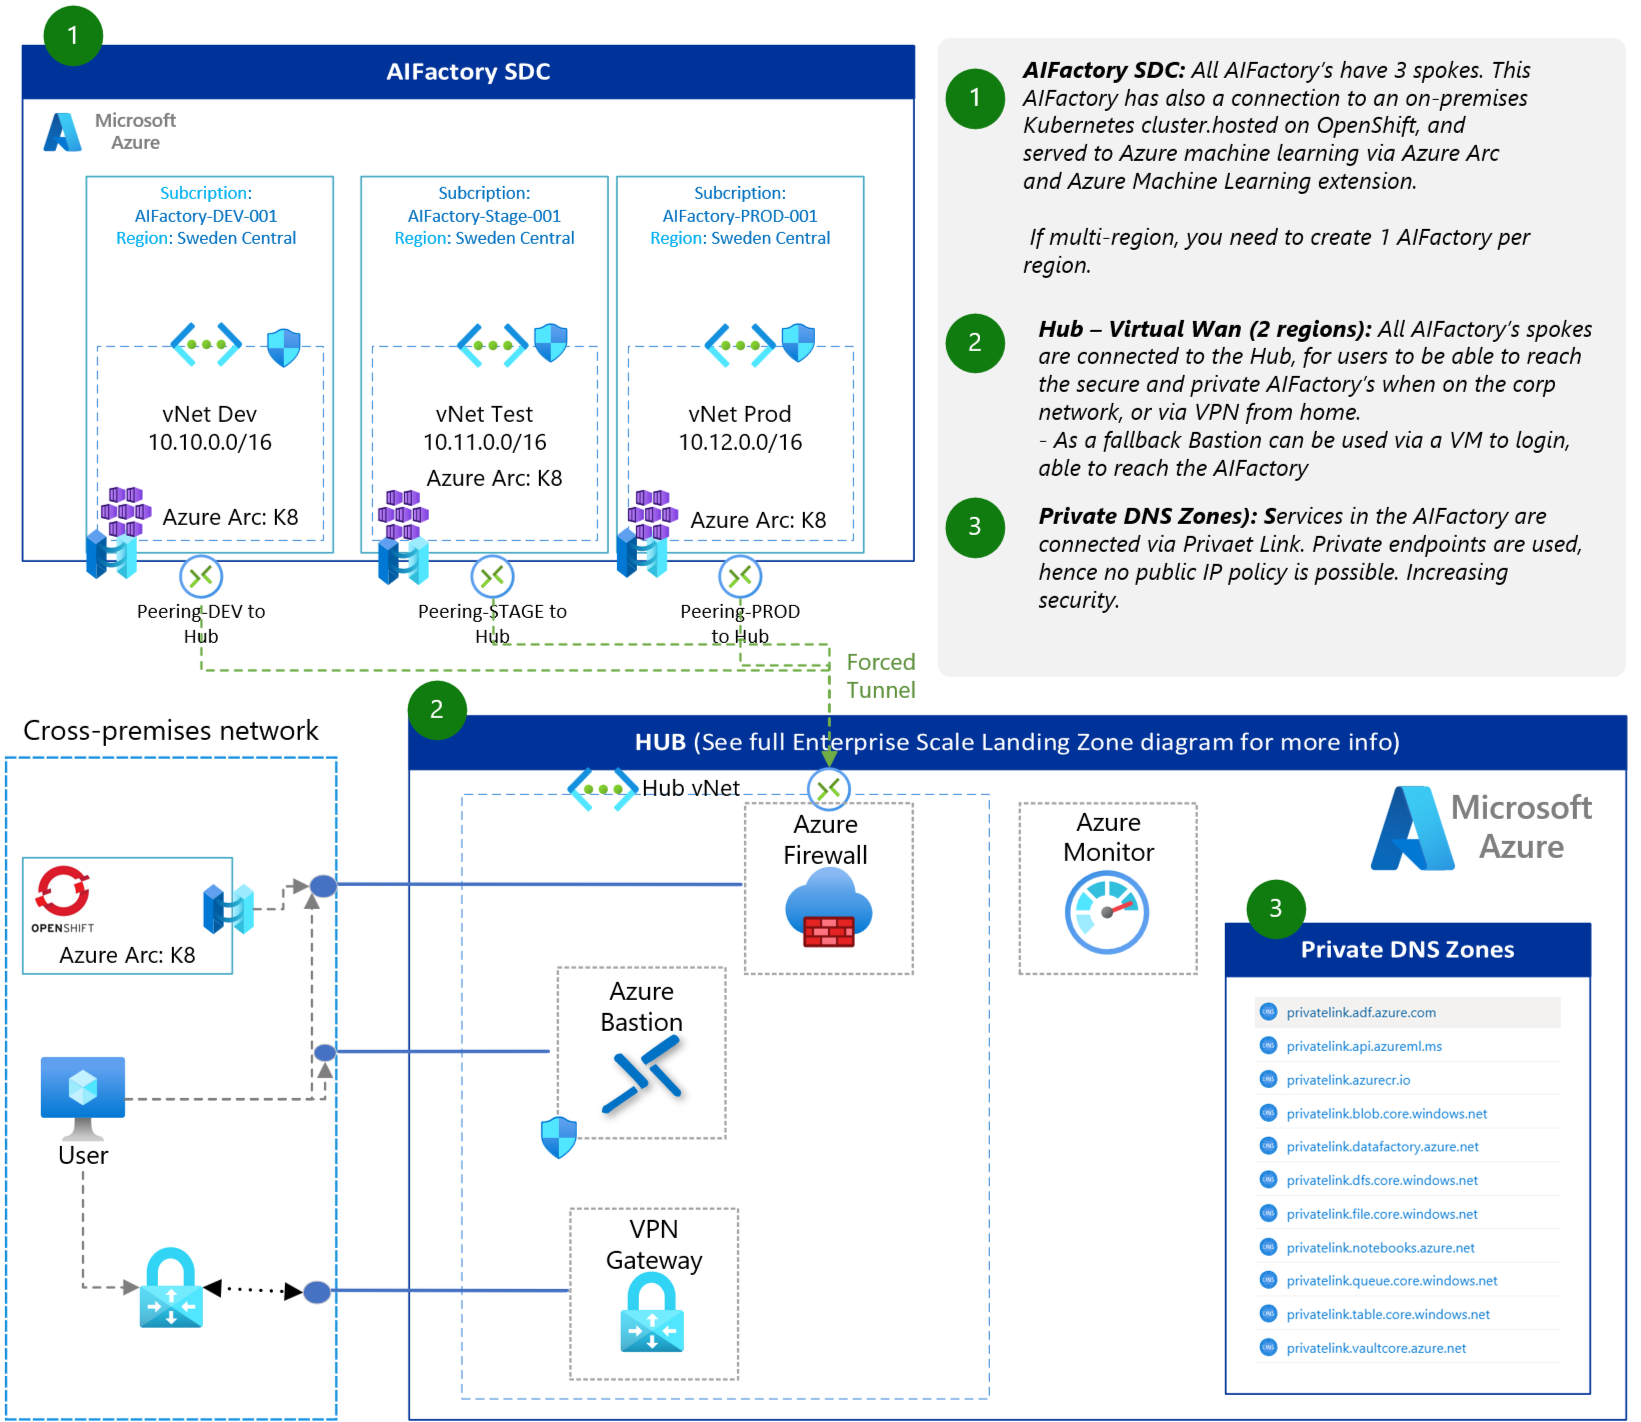 1
AIFactory SDC
Microsoft
Azure
Subcription:
AIFactory-DEV-001
Region: Sweden Central
vNet Dev
10.10.0.0/16
Azure Arc: K8
Subcription:
AIFactory-Stage-001
Region: Sweden Central
vNet Test
10.11.0.0/16
Azure Arc: K8
Subcription:
AIFactory-PROD-001
Region: Sweden Central
vNet Prod
10.12.0.0/16
Azure Arc: K8
Peering-DEV to
Hub
Peering-STAGE to
Hub
Peering-PROD
to Hub
Forced
Tunnel
1
AIFactory SDC: All AIFactory’s have 3 spokes. This
AIFactory has also a connection to an on-premises
Kubernetes cluster.hosted on OpenShift, and
served to Azure machine learning via Azure Arc
and Azure Machine Learning extension.
If multi-region, you need to create 1 AIFactory per
region.
2
Hub – Virtual Wan (2 regions): All AIFactory’s spokes
are connected to the Hub, for users to be able to reach
the secure and private AIFactory’s when on the corp
network, or via VPN from home.
- As a fallback Bastion can be used via a VM to login,
able to reach the AIFactory
3
Private DNS Zones): Services in the AIFactory are
connected via Privaet Link. Private endpoints are used,
hence no public IP policy is possible. Increasing
security.
Cross-premises network
OPENSHIFT
Azure Arc: K8
User
2
HUB (See full Enterprise Scale Landing Zone diagram for more info)
Hub vNet
Azure
Firewall
Azure
Monitor
Microsoft
Azure
Azure
Bastion
VPN
Gateway
3
Private DNS Zones
DNS privatelink.adf.azure.com
DNS privatelink.api.azureml.ms
DNS privatelink.azurecr.io
DNS privatelink.blob.core.windows.net
DNS privatelink.datafactory.azure.net
DNS privatelink.dfs.core.windows.net
DNS privatelink.file.core.windows.net
DNS privatelink.notebooks.azure.net
DNS privatelink.queue.core.windows.net
DNS privatelink.table.core.windows.net
DNS privatelink.vaultcore.azure.net